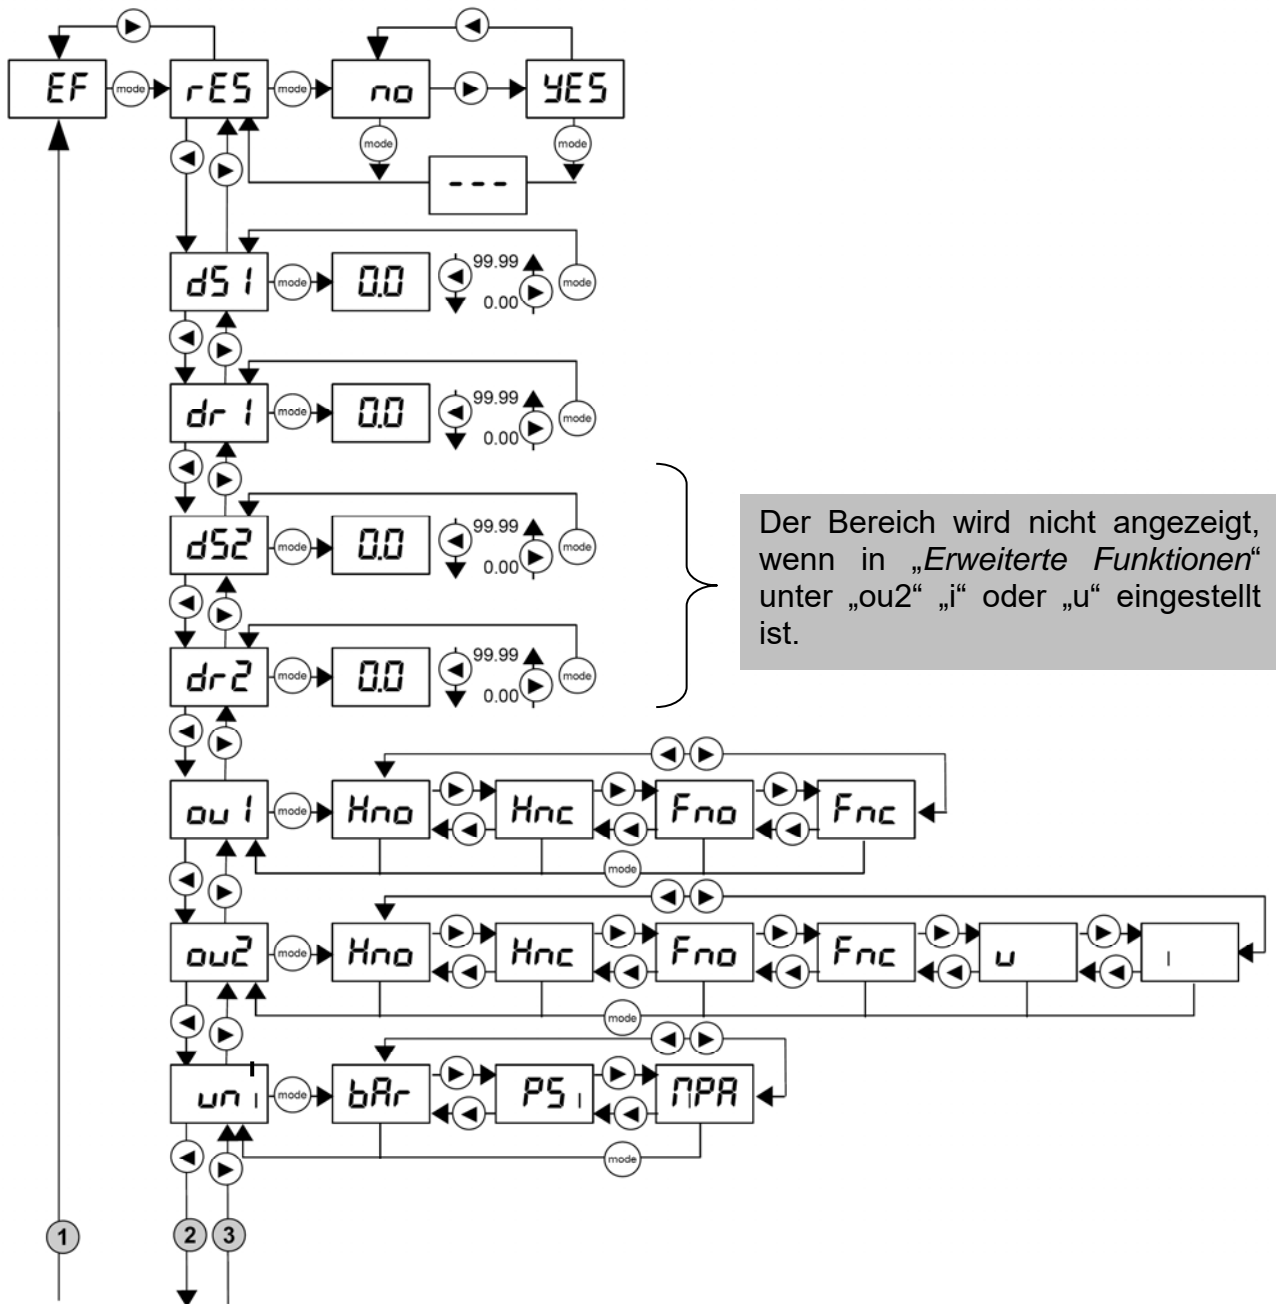 EF mode rES mode no YES
mode mode
---
dS1 mode 0.0 99.99 0.00 mode
dr1 mode 0.0 99.99 0.00 mode
dS2 mode 0.0 99.99 0.00 mode
dr2 mode 0.0 99.99 0.00 mode
Der Bereich wird nicht angezeigt,
wenn in „Erweiterte Funktionen“
unter „ou2“ „i“ oder „u“ eingestellt
ist.
ou1 mode Hno Hnc Fno Fnc
mode
ou2 mode Hno Hnc Fno Fnc u i
mode
uni mode bAr PSi MPA
mode
1 2 3